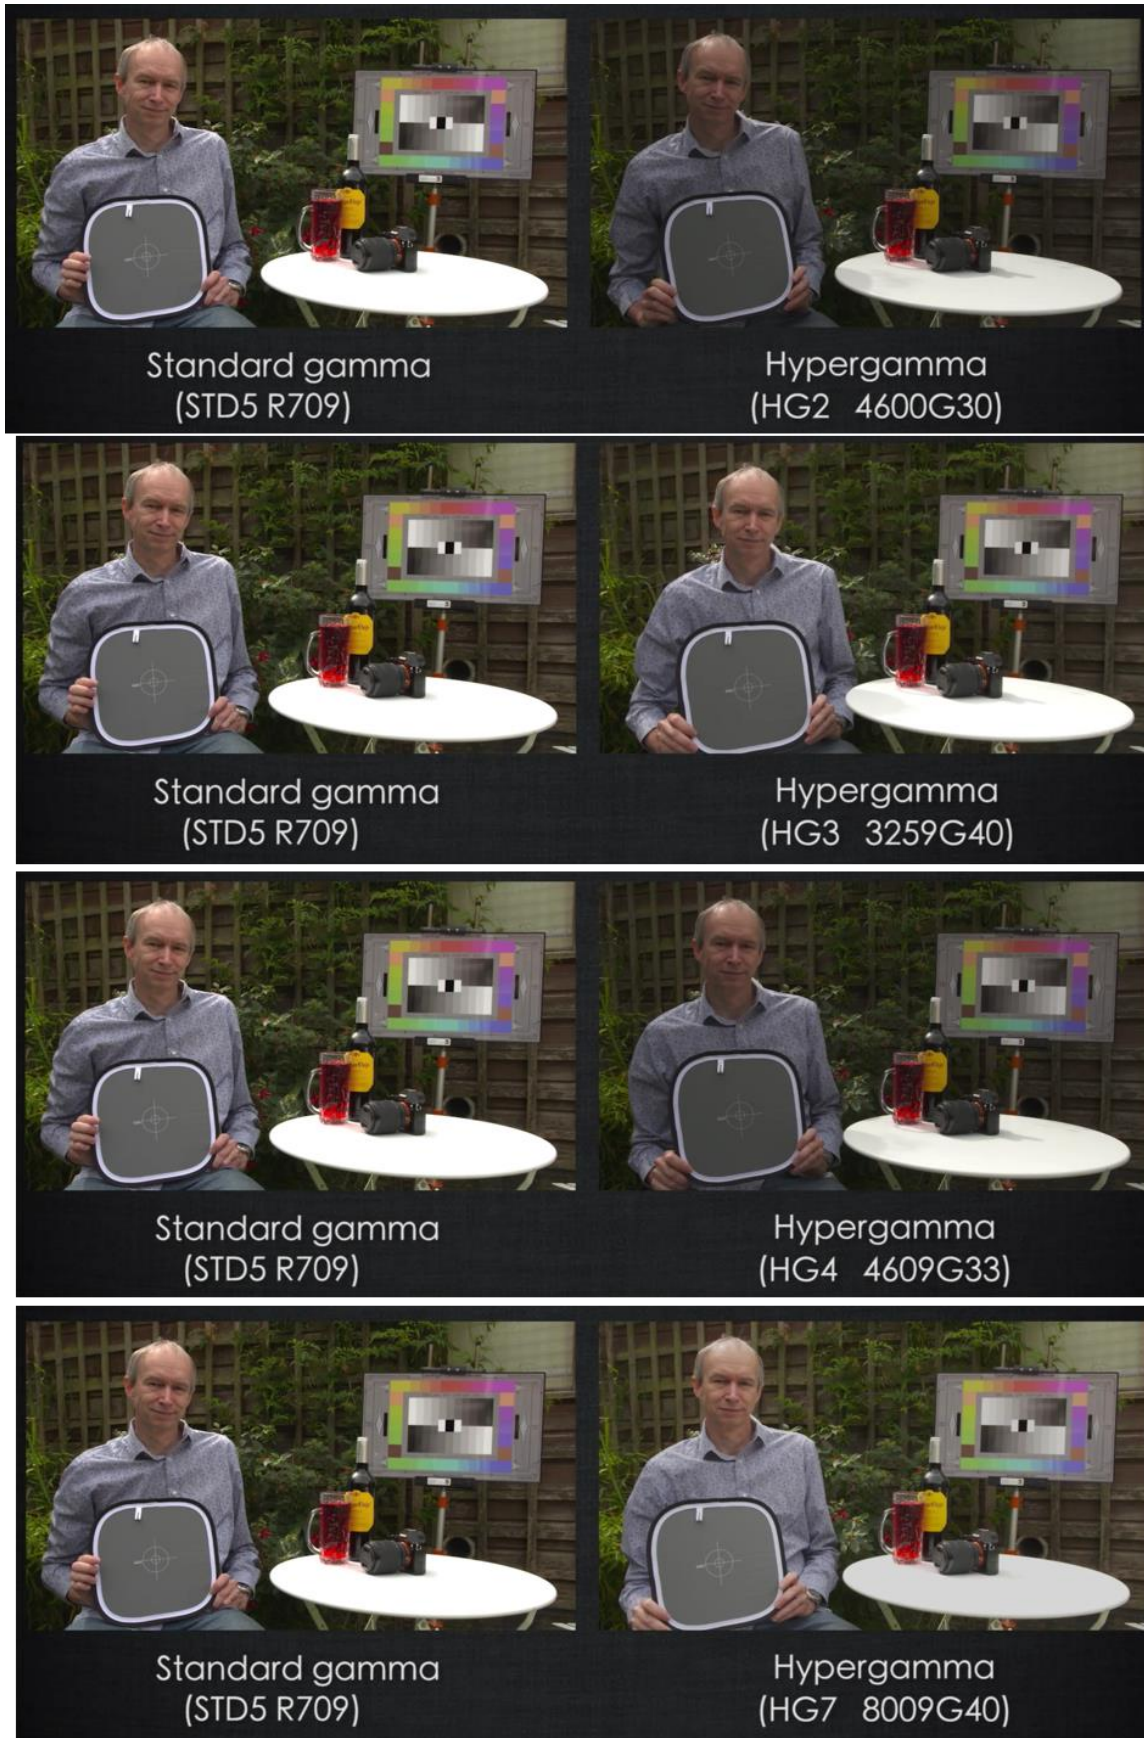 Standard gamma
(STD5 R709)
Hypergamma
(HG2 4600G30)
Standard gamma
(STD5 R709)
Hypergamma
(HG3 3259G40)
Standard gamma
(STD5 R709)
Hypergamma
(HG4 4609G33)
Standard gamma
(STD5 R709)
Hypergamma
(HG7 8009G40)